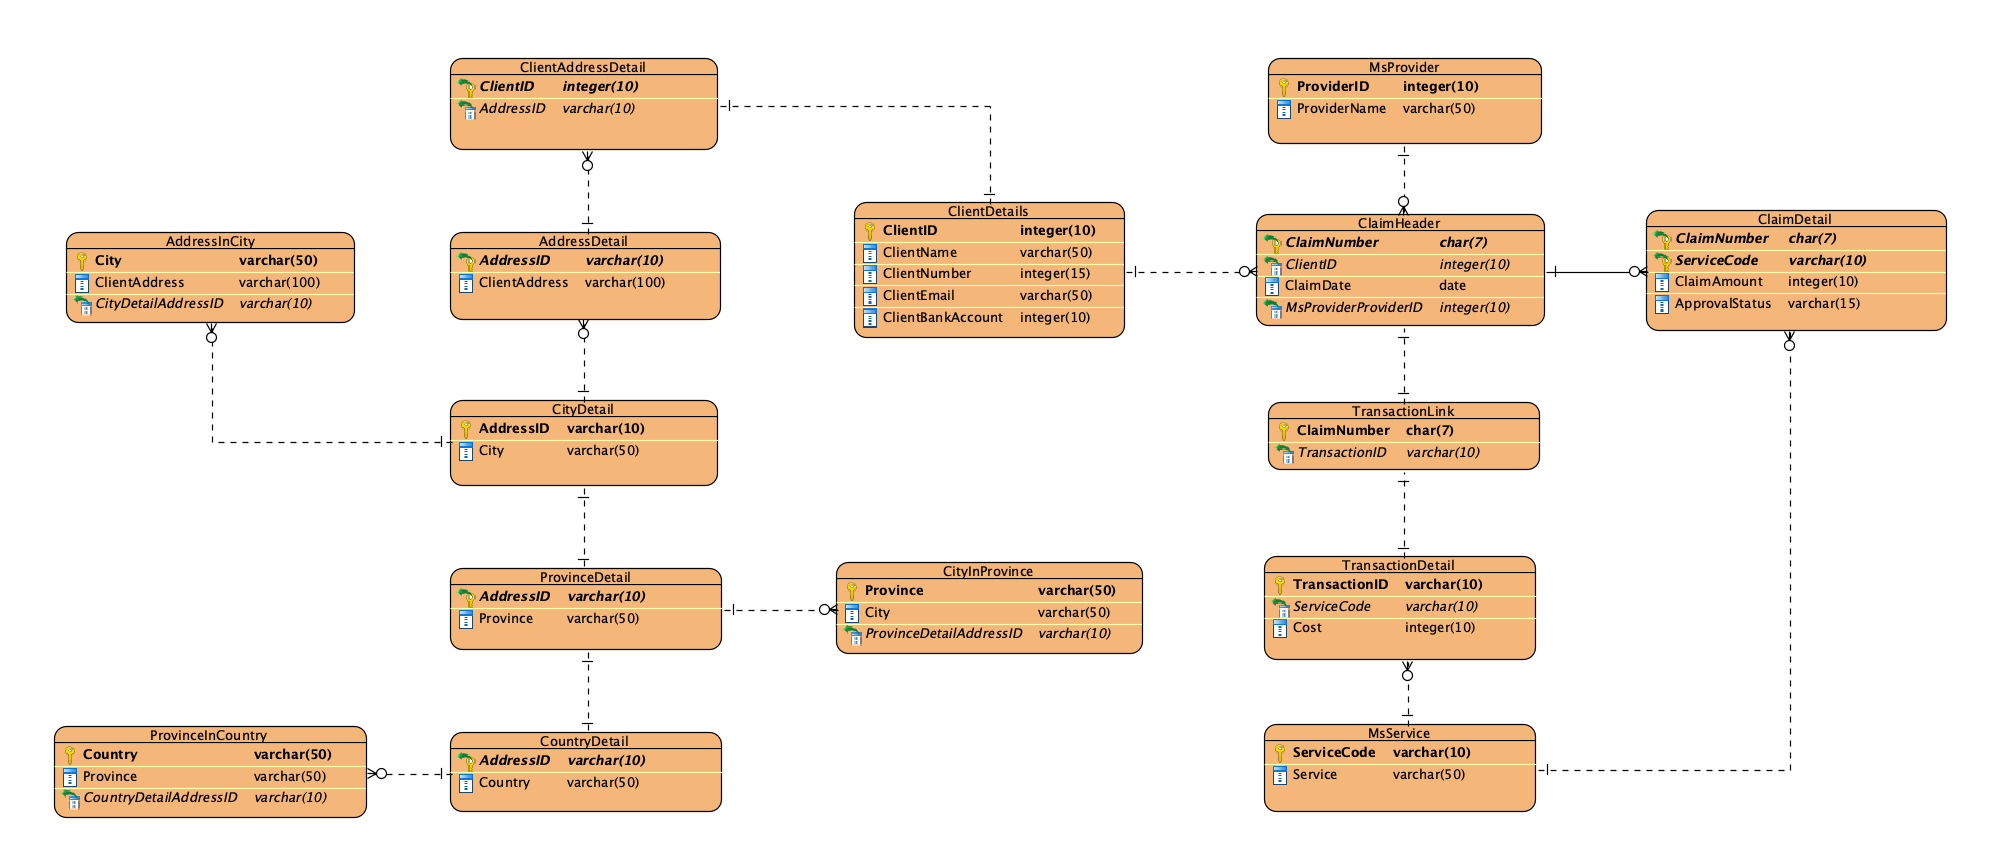 ClientAddressDetail
ClientID integer(10)
AddressID varchar(10)
MsProvider
ProviderID integer(10)
ProviderName varchar(50)
AddressInCity
City varchar(50)
ClientAddress varchar(100)
CityDetailAddressID varchar(10)
AddressDetail
AddressID varchar(10)
ClientAddress varchar(100)
ClientDetails
ClientID integer(10)
ClientName varchar(50)
ClientNumber integer(15)
ClientEmail varchar(50)
ClientBankAccount integer(10)
ClaimHeader
ClaimNumber char(7)
ClientID integer(10)
ClaimDate date
MsProviderProviderID integer(10)
ClaimDetail
ClaimNumber char(7)
ServiceCode varchar(10)
ClaimAmount integer(10)
ApprovalStatus varchar(15)
CityDetail
AddressID varchar(10)
City varchar(50)
TransactionLink
ClaimNumber char(7)
TransactionID varchar(10)
ProvinceDetail
AddressID varchar(10)
Province varchar(50)
CityInProvince
Province varchar(50)
City varchar(50)
ProvinceDetailAddressID varchar(10)
TransactionDetail
TransactionID varchar(10)
ServiceCode varchar(10)
Cost integer(10)
ProvinceInCountry
Country varchar(50)
Province varchar(50)
CountryDetailAddressID varchar(10)
CountryDetail
AddressID varchar(10)
Country varchar(50)
MsService
ServiceCode varchar(10)
Service varchar(50)